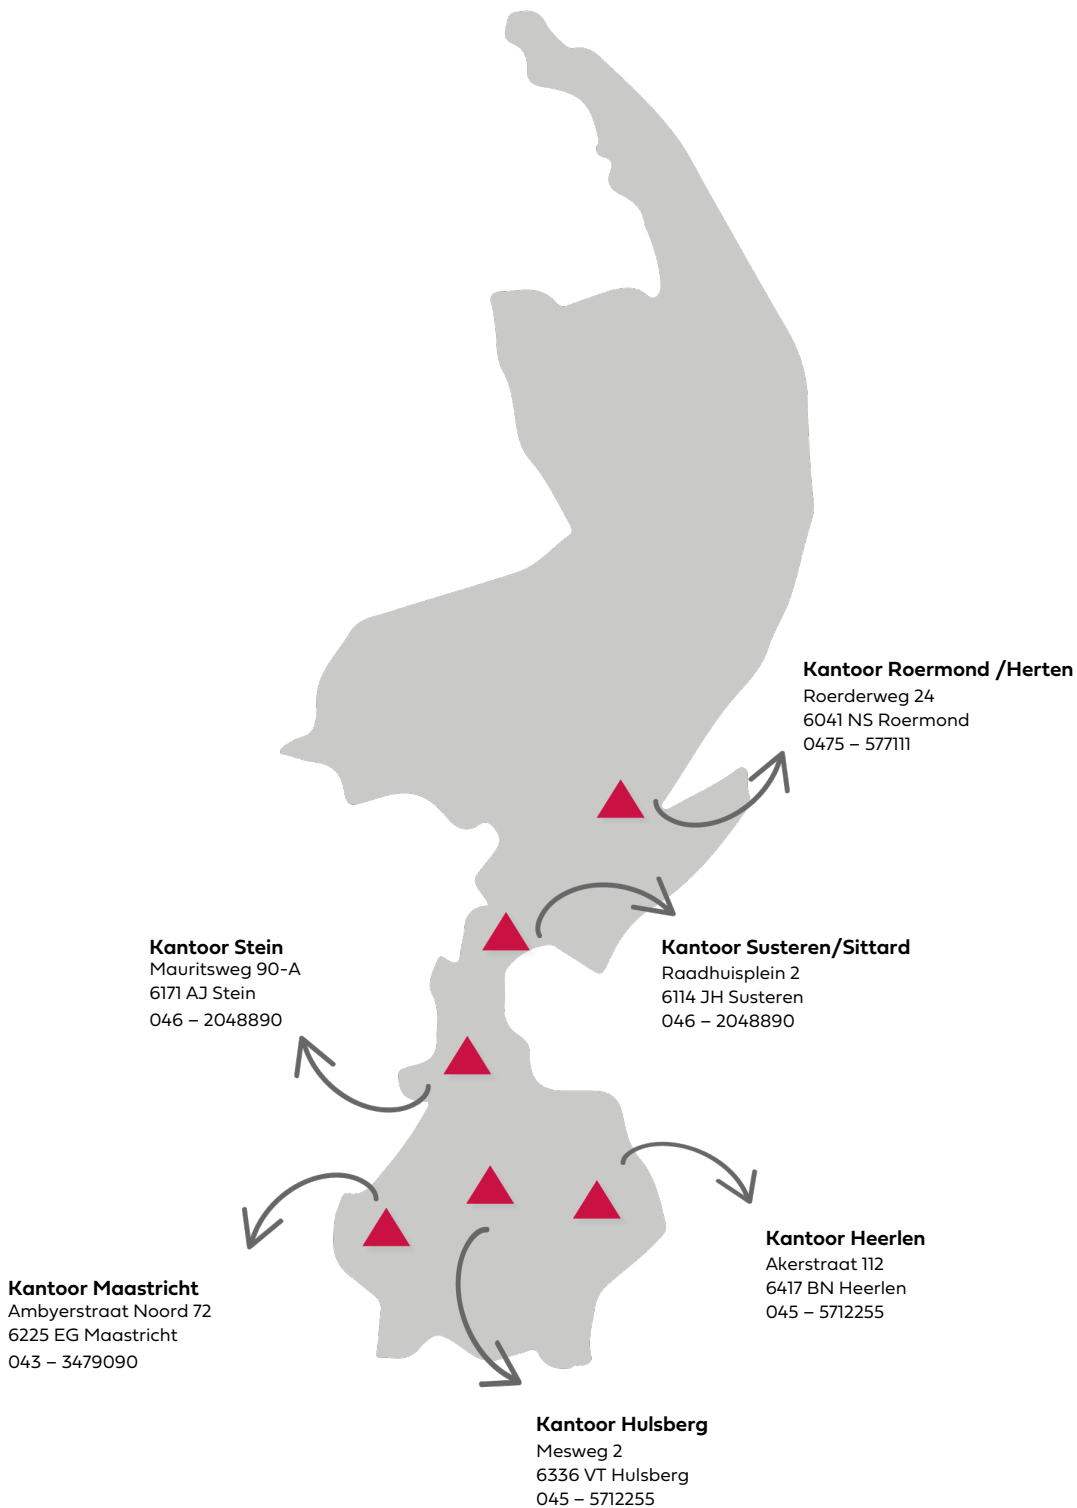 Kantoor Roermond /Herten
Roerderweg 24
6041 NS Roermond
0475 – 577111
Kantoor Stein
Mauritsweg 90-A
6171 AJ Stein
046 – 2048890
Kantoor Susteren/Sittard
Raadhuisplein 2
6114 JH Susteren
046 – 2048890
Kantoor Heerlen
Akerstraat 112
6417 BN Heerlen
045 – 5712255
Kantoor Maastricht
Ambyerstraat Noord 72
6225 EG Maastricht
043 – 3479090
Kantoor Hulsberg
Mesweg 2
6336 VT Hulsberg
045 – 5712255